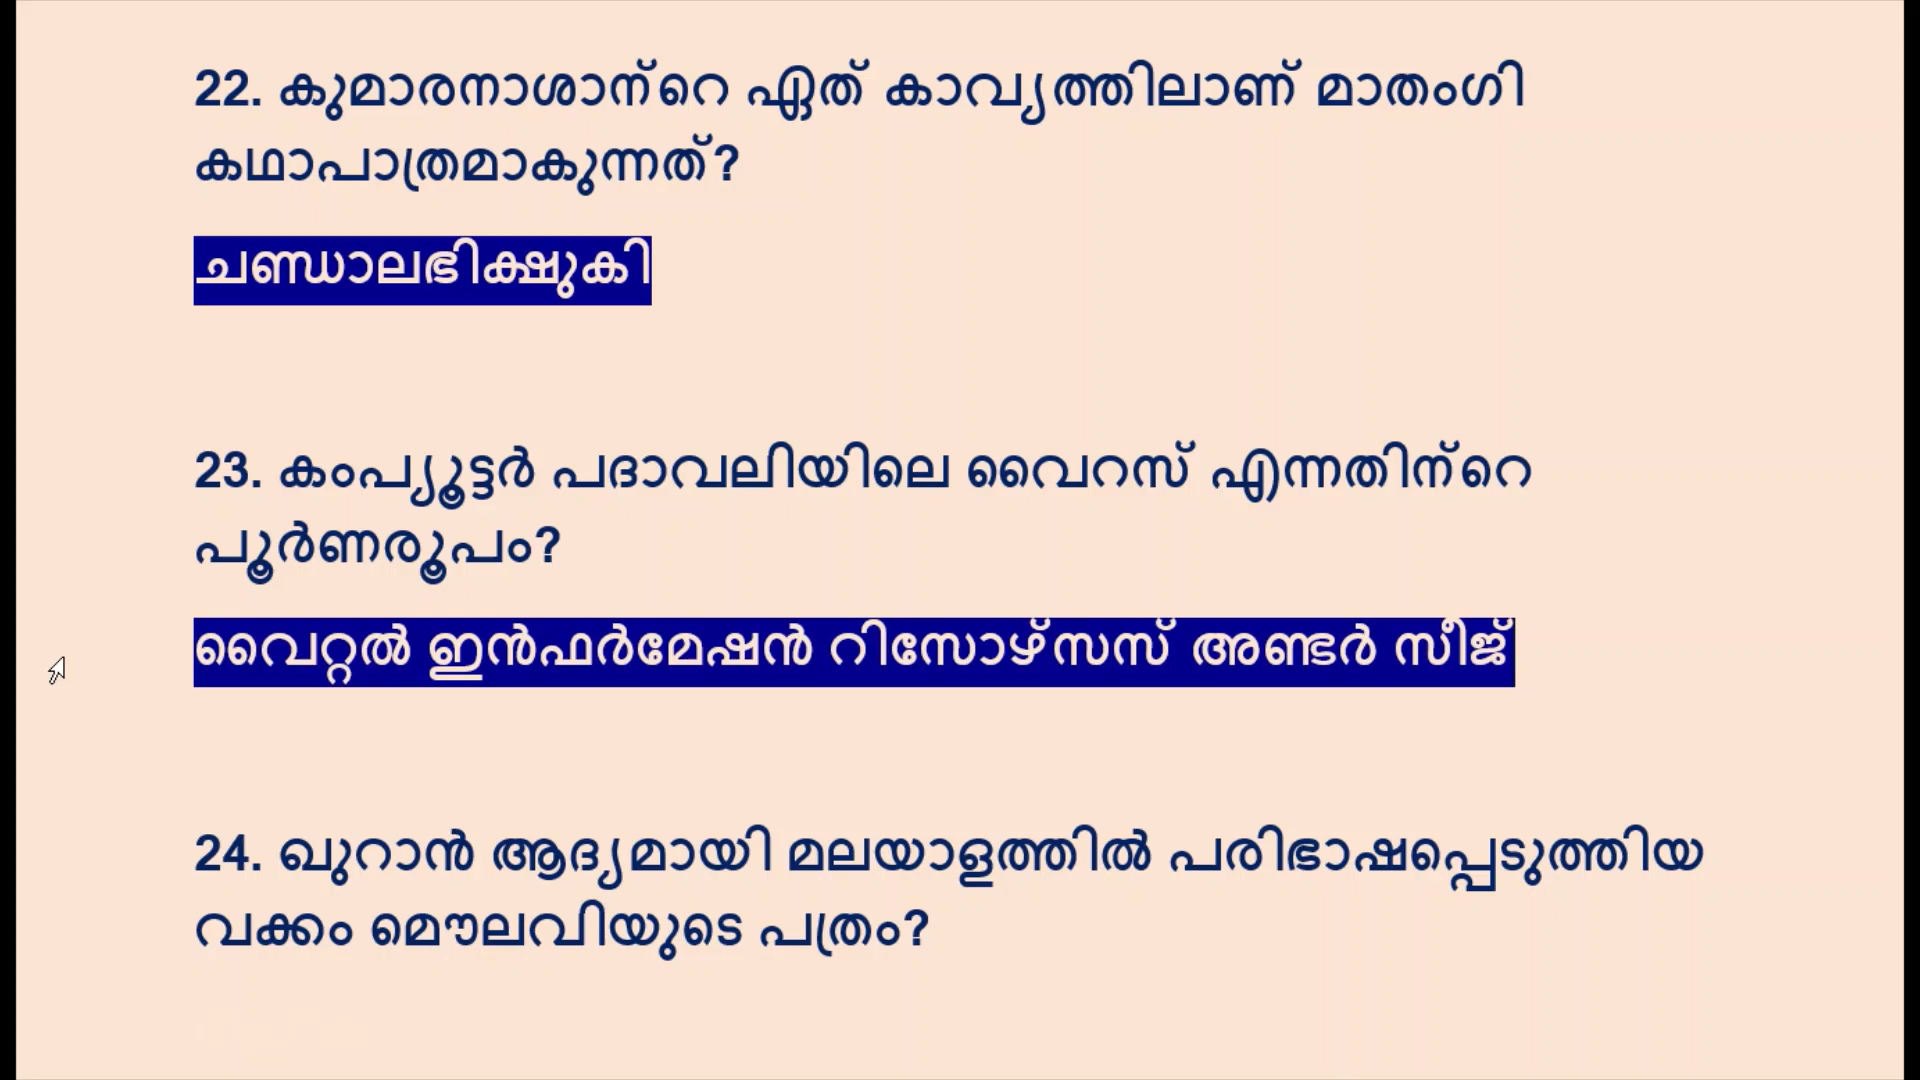 22. കുമാരനാശാന്‍റെ ഏത് കാവ്യത്തിലാണ് മാതംഗി
കഥാപാത്രമാകുന്നത്?
ചണ്ഡാലഭിക്ഷുകി
23. കംപ്യൂട്ടർ പദാവലിയിലെ വൈറസ് എന്നതിന്‍റെ
പൂർണരൂപം?
വൈറ്റൽ ഇൻഫർമേഷൻ റിസോഴ്സസ് അണ്ടർ സീജ്
24. ഖുറാൻ ആദ്യമായി മലയാളത്തിൽ പരിഭാഷപ്പെടുത്തിയ
വക്കം മൌലവിയുടെ പത്രം?